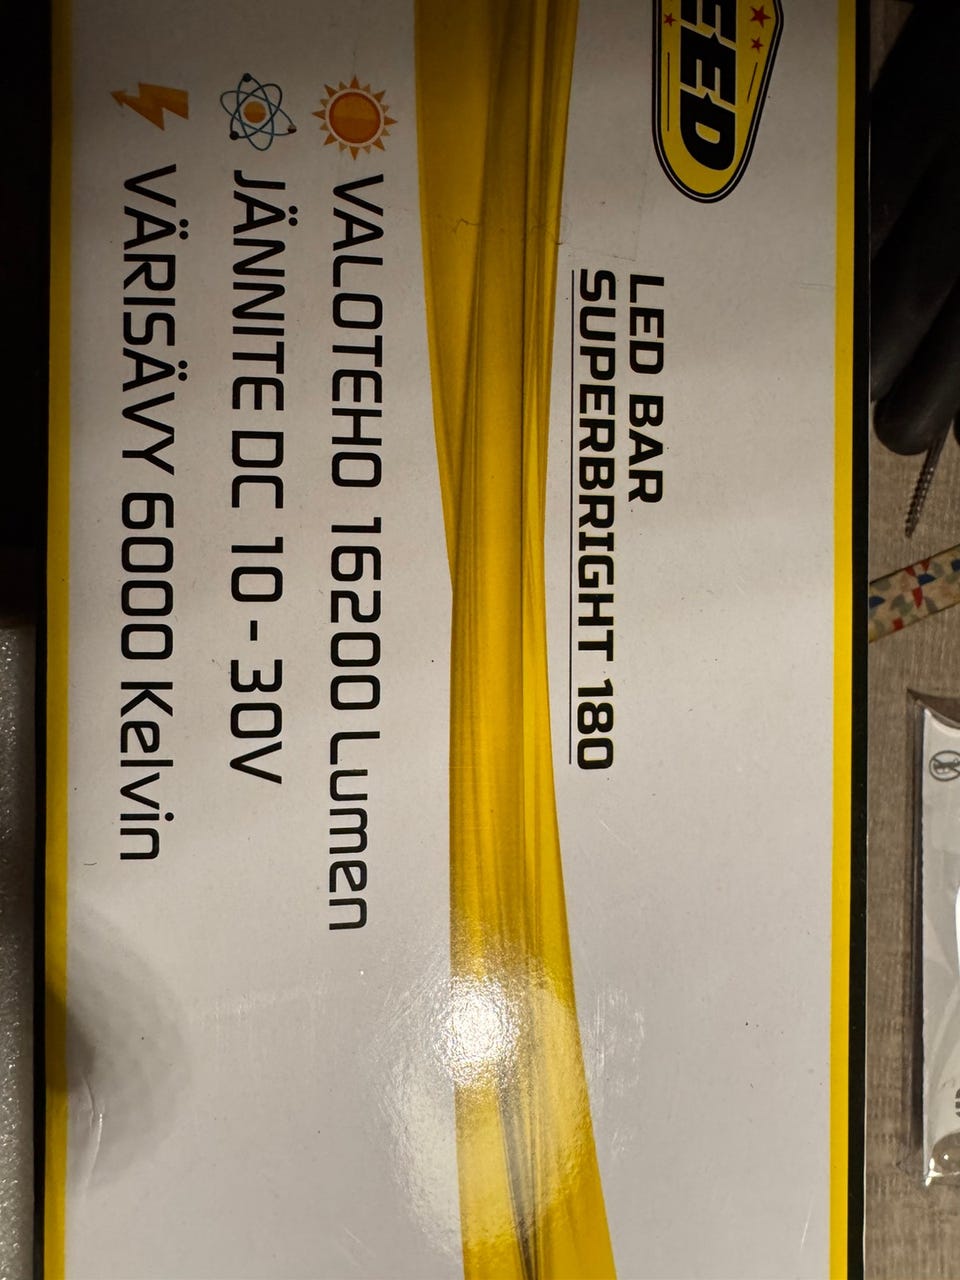 EED
LED BAR
SUPERBRIGHT 180
VALOTEHO 16200 Lumen
JÄNNITE DC 10 - 30V
VÄRISÄVY 6000 Kelvin